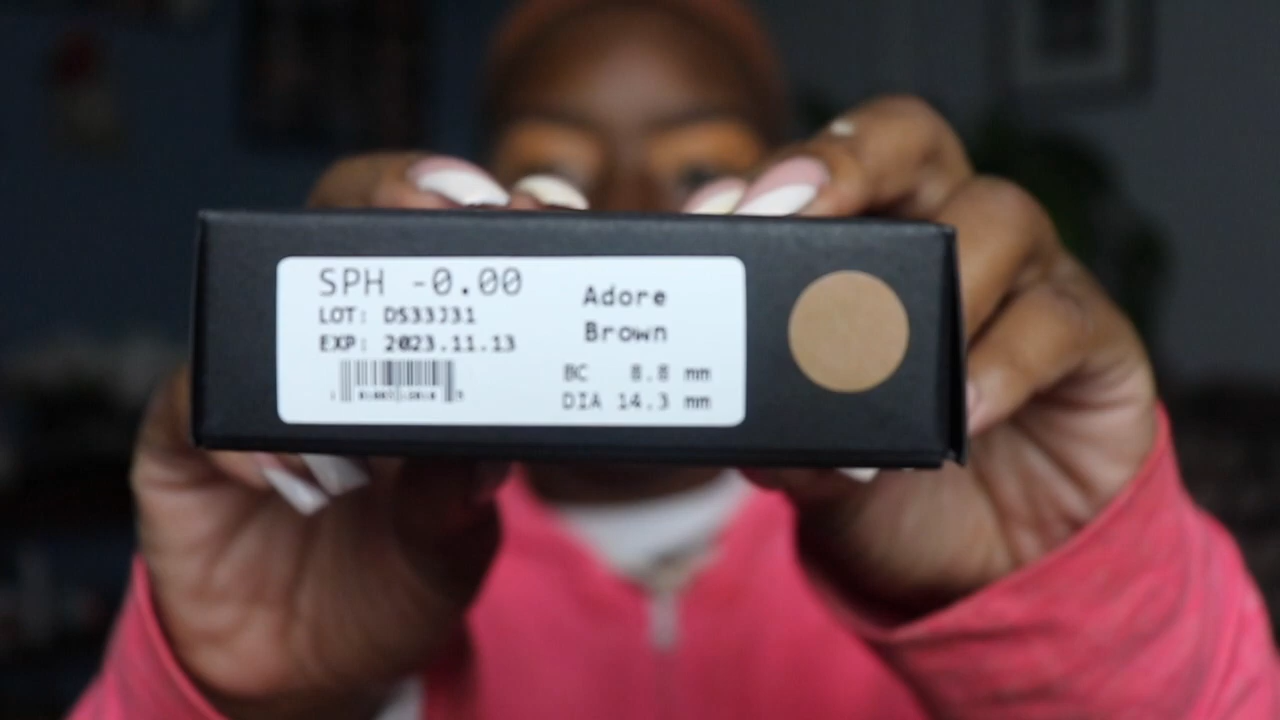 SPH -0.00
LOT: DS33J31
EXP: 2023.11.13
Adore
Brown
BC 8.8 mm
DIA 14.3 mm